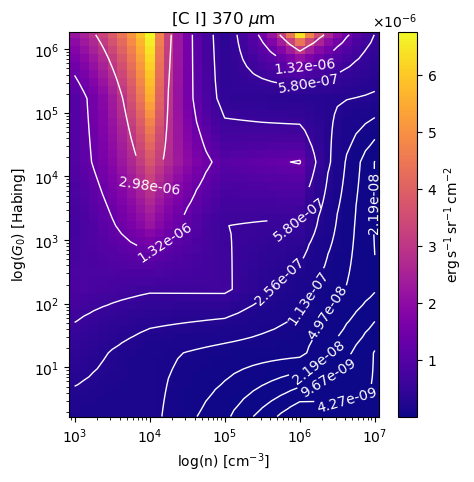 [C I] 370 μm
×10⁻⁶
10⁶
10⁵
10⁴
10³
10²
10¹
log(G₀) [Habing]
1.32e-06
5.80e-07
2.98e-06
1.32e-06
5.80e-07
2.19e-08
2.56e-07
1.13e-07
4.97e-08
2.19e-08
9.67e-09
4.27e-09
10³ 10⁴ 10⁵ 10⁶ 10⁷
log(n) [cm⁻³]
6
5
4
3
2
1
erg s⁻¹ sr⁻¹ cm⁻²